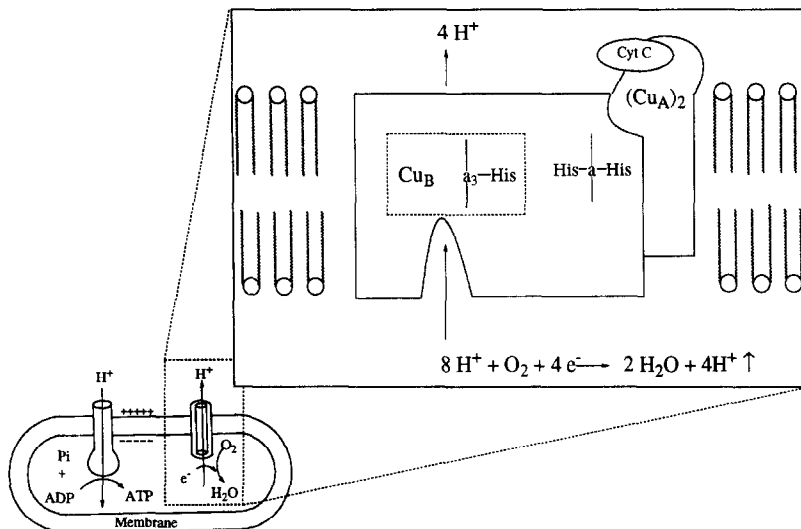 4 H⁺
Cyt C
(Cu_A)₂
Cu_B a₃-His
His-a-His
8 H⁺ + O₂ + 4 e⁻ → 2 H₂O + 4H⁺ ↑
H⁺
H⁺
+++++
-----
Pi
+
ADP
ATP
e⁻
O₂
H₂O
Membrane